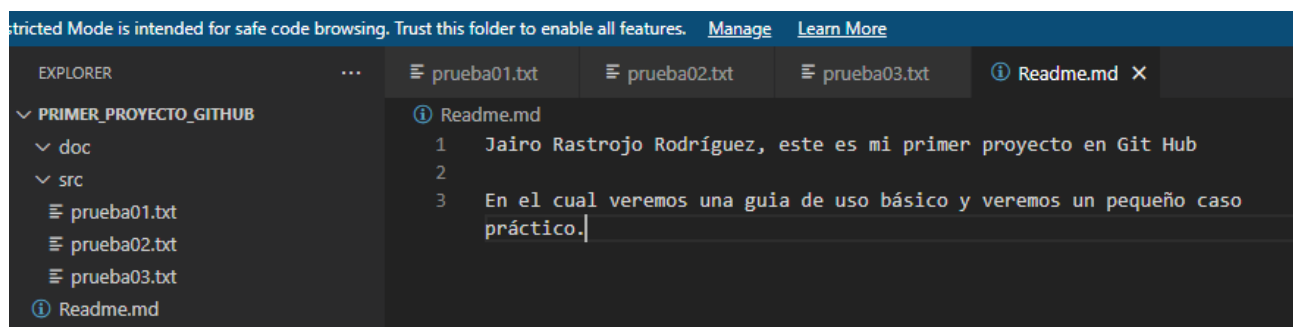 stricted Mode is intended for safe code browsing. Trust this folder to enable all features. Manage Learn More
EXPLORER ...
PRIMER_PROYECTO_GITHUB
doc
src
prueba01.txt
prueba02.txt
prueba03.txt
Readme.md
prueba01.txt prueba02.txt prueba03.txt Readme.md
Readme.md
1 Jairo Rastrojo Rodríguez, este es mi primer proyecto en Git Hub
2
3 En el cual veremos una guia de uso básico y veremos un pequeño caso
práctico.